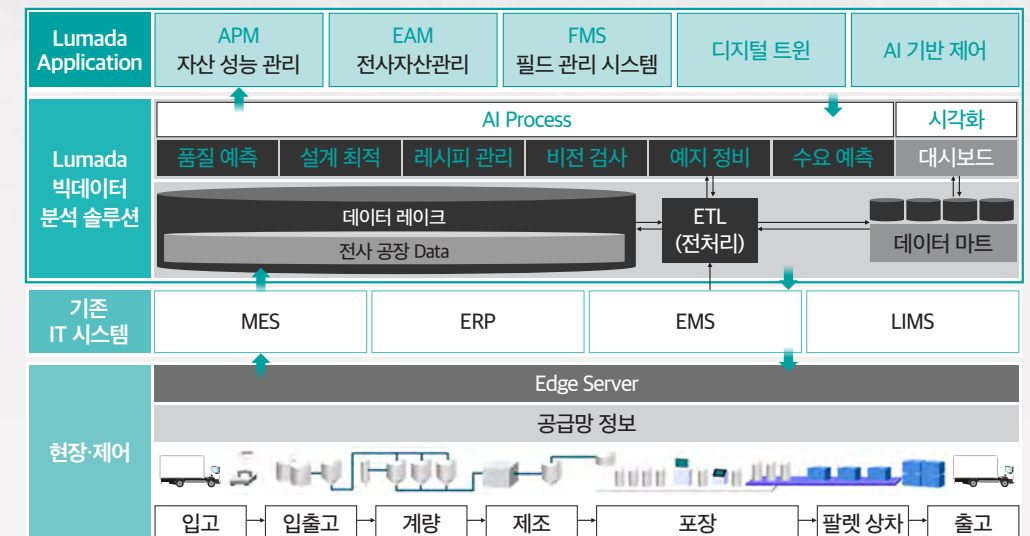 Lumada
Application
APM
자산 성능 관리
EAM
전사자산관리
FMS
필드 관리 시스템
디지털 트윈
AI 기반 제어
Lumada
빅데이터
분석 솔루션
AI Process
시각화
품질 예측
설계 최적
레시피 관리
비전 검사
예지 정비
수요 예측
대시보드
데이터 레이크
전사 공장 Data
ETL
(전처리)
데이터 마트
기존
IT 시스템
MES
ERP
EMS
LIMS
현장·제어
Edge Server
공급망 정보
입고
입출고
계량
제조
포장
팔렛 상차
출고